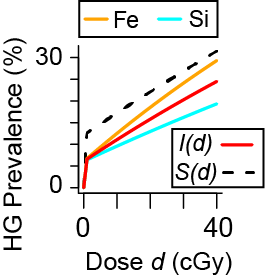 Fe Si
30
HG Prevalence (%)
I(d)
S(d)
0
0 40
Dose d (cGy)